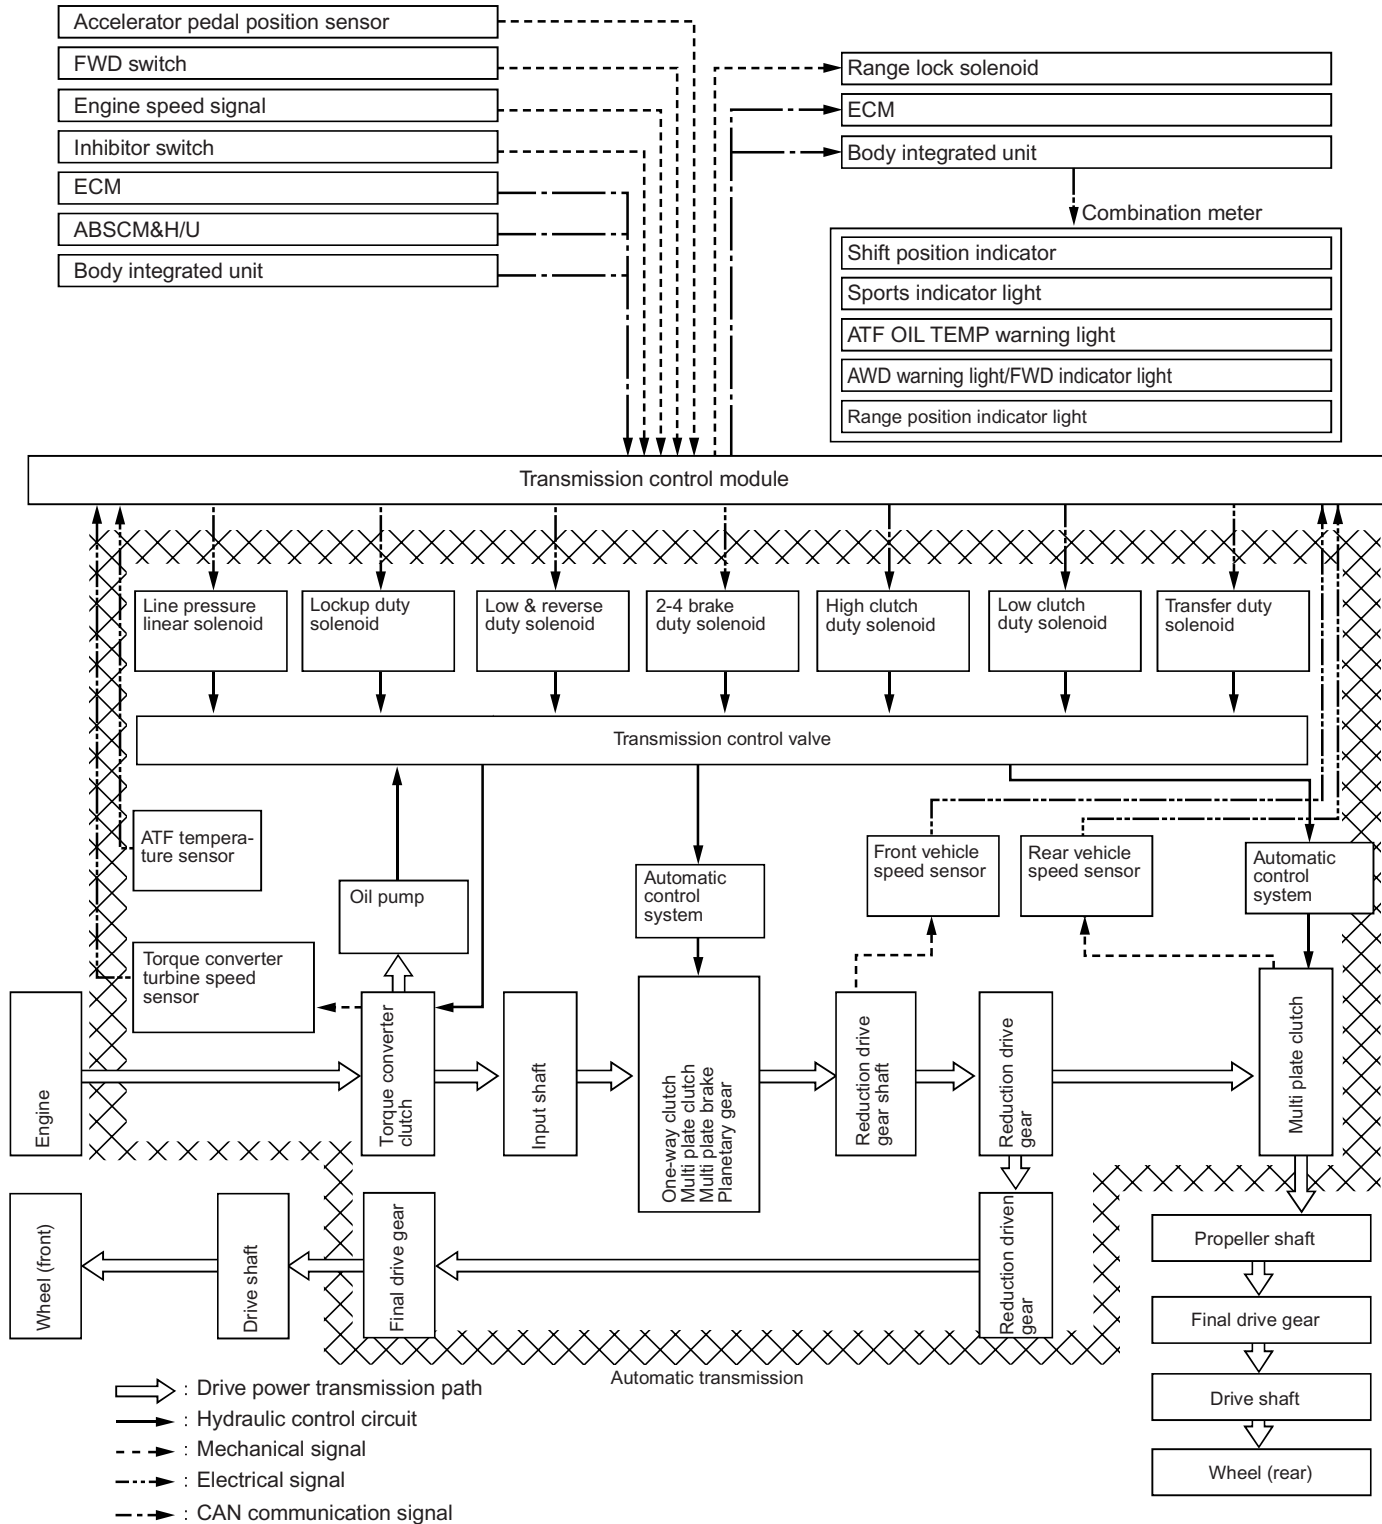 Accelerator pedal position sensor
FWD switch
Engine speed signal
Inhibitor switch
ECM
ABSCM&H/U
Body integrated unit
Range lock solenoid
ECM
Body integrated unit
Combination meter
Shift position indicator
Sports indicator light
ATF OIL TEMP warning light
AWD warning light/FWD indicator light
Range position indicator light
Transmission control module
Line pressure
linear solenoid
Lockup duty
solenoid
Low & reverse
duty solenoid
2-4 brake
duty solenoid
High clutch
duty solenoid
Low clutch
duty solenoid
Transfer duty
solenoid
Transmission control valve
ATF tempera-
ture sensor
Oil pump
Automatic
control
system
Front vehicle
speed sensor
Rear vehicle
speed sensor
Automatic
control
system
Torque converter
turbine speed
sensor
Engine
Torque converter
clutch
Input shaft
One-way clutch
Multi plate clutch
Multi plate brake
Planetary gear
Reduction drive
gear shaft
Reduction drive
gear
Multi plate clutch
Wheel (front)
Drive shaft
Final drive gear
Reduction driven
gear
Propeller shaft
Final drive gear
Drive shaft
Wheel (rear)
Automatic transmission
: Drive power transmission path
: Hydraulic control circuit
: Mechanical signal
: Electrical signal
: CAN communication signal